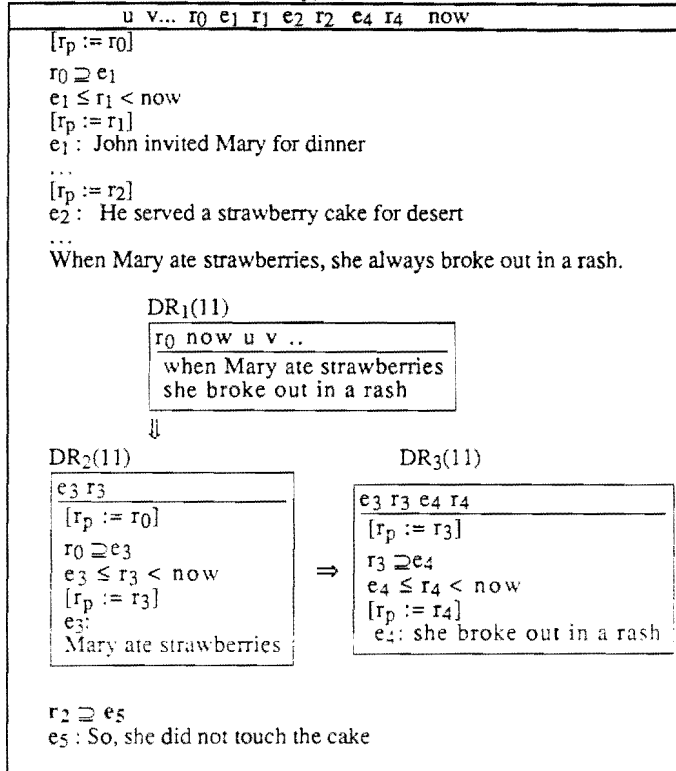 u v... r0 e1 r1 e2 r2 e4 r4 now
[rp := r0]
r0 ⊇ e1
e1 ≤ r1 < now
[rp := r1]
e1 : John invited Mary for dinner
...
[rp := r2]
e2 : He served a strawberry cake for desert
...
When Mary ate strawberries, she always broke out in a rash.
DR1(11)
r0 now u v ..
when Mary ate strawberries
she broke out in a rash
⇓
DR2(11)
e3 r3
[rp := r0]
r0 ⊇e3
e3 ≤ r3 < now
[rp := r3]
e3:
Mary ate strawberries
⇒
DR3(11)
e3 r3 e4 r4
[rp := r3]
r3 ⊇e4
e4 ≤ r4 < now
[rp := r4]
e4: she broke out in a rash
r2 ⊇ e5
e5 : So, she did not touch the cake